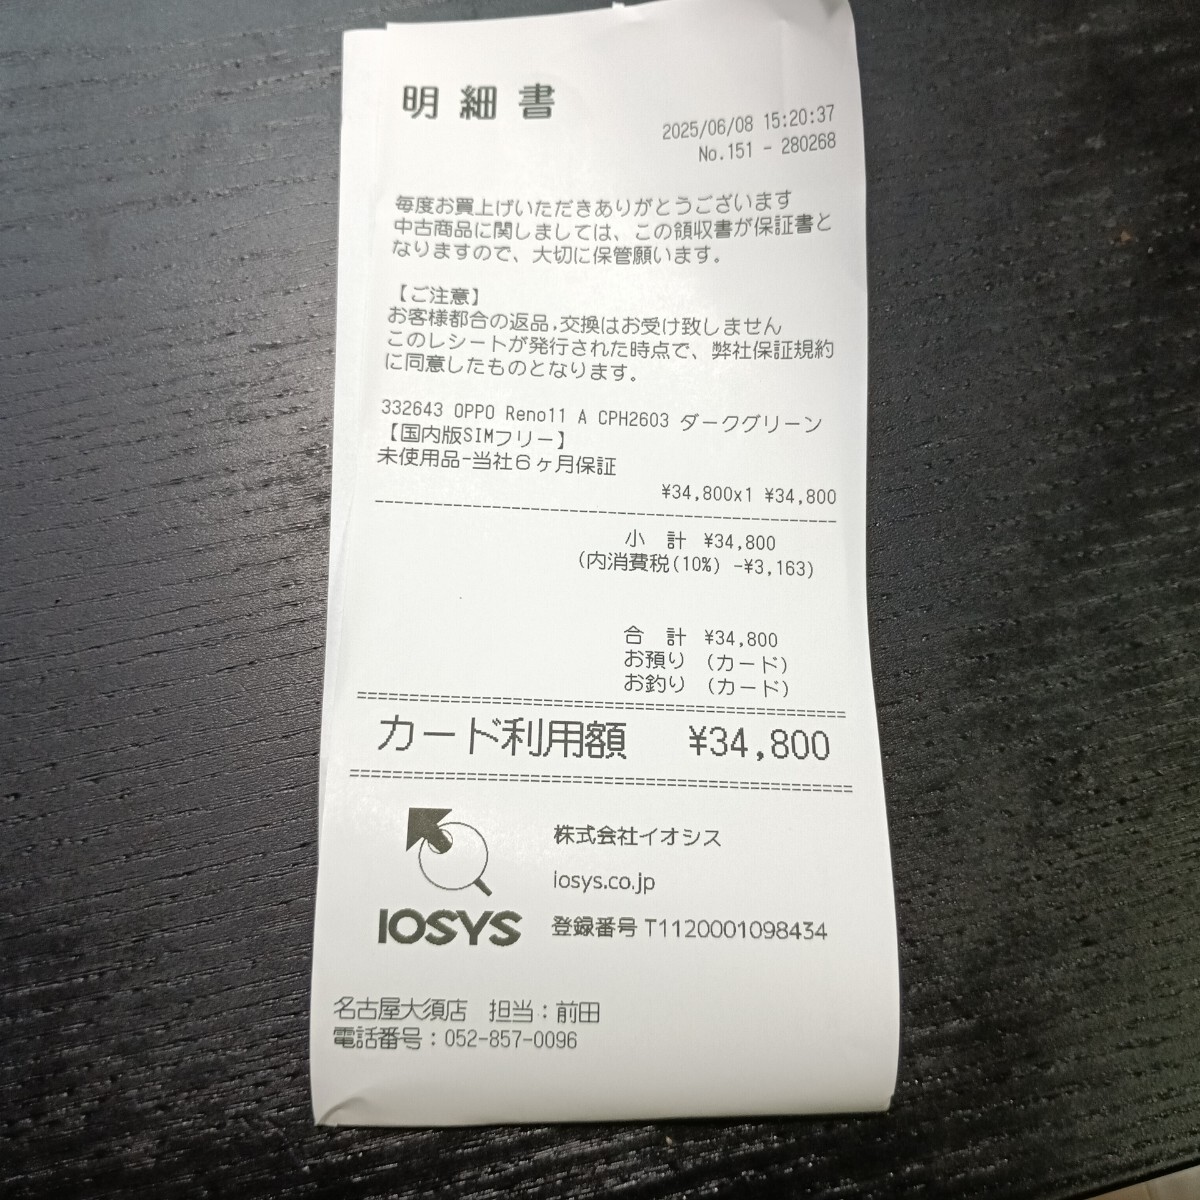 明 細 書
2025/06/08 15:20:37
No.151 - 280268
毎度お買上げいただきありがとうございます
中古商品に関しましては、この領収書が保証書と
なりますので、大切に保管願います。
【ご注意】
お客様都合の返品,交換はお受け致しません
このレシートが発行された時点で、弊社保証規約
に同意したものとなります。
332643 OPPO Reno11 A CPH2603 ダークグリーン
【国内版SIMフリー】
未使用品-当社6ヶ月保証
¥34,800x1 ¥34,800
小 計 ¥34,800
(内消費税(10%) -¥3,163)
合 計 ¥34,800
お預り (カード)
お釣り (カード)
カード利用額 ¥34,800
株式会社イオシス
iosys.co.jp
IOSYS
登録番号 T1120001098434
名古屋大須店 担当:前田
電話番号:052-857-0096